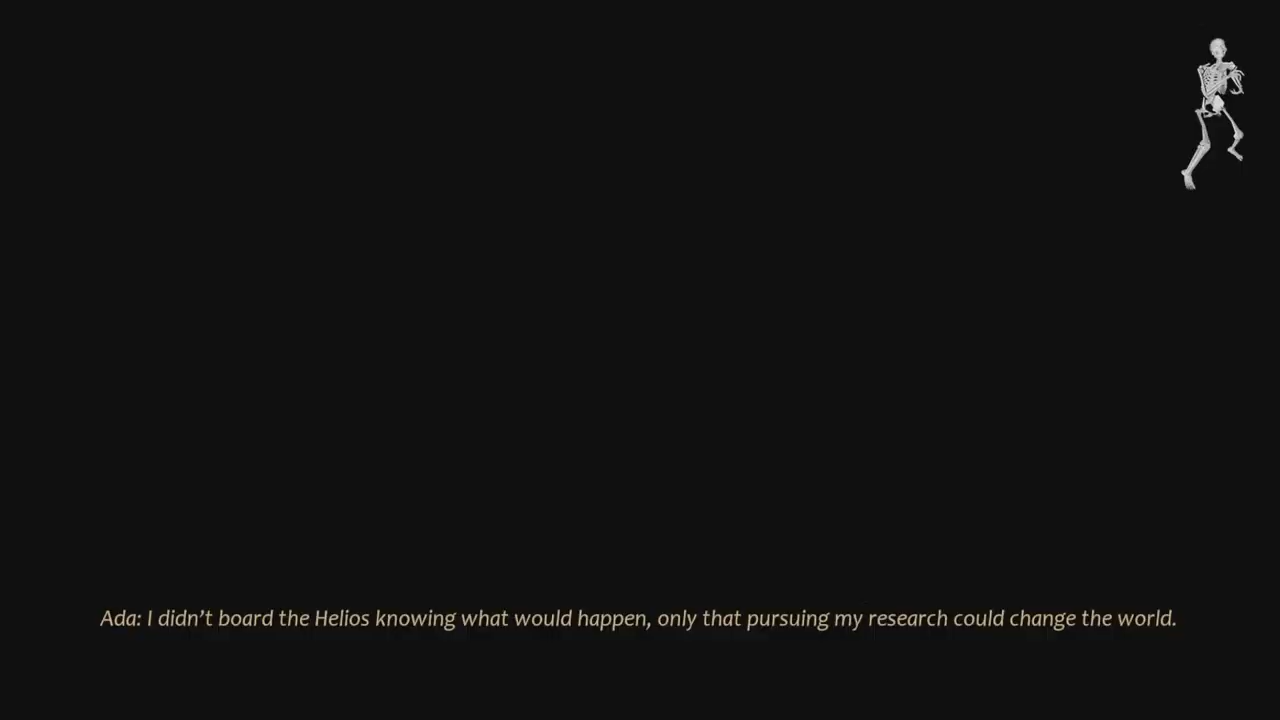 Ada: I didn’t board the Helios knowing what would happen, only that pursuing my research could change the world.